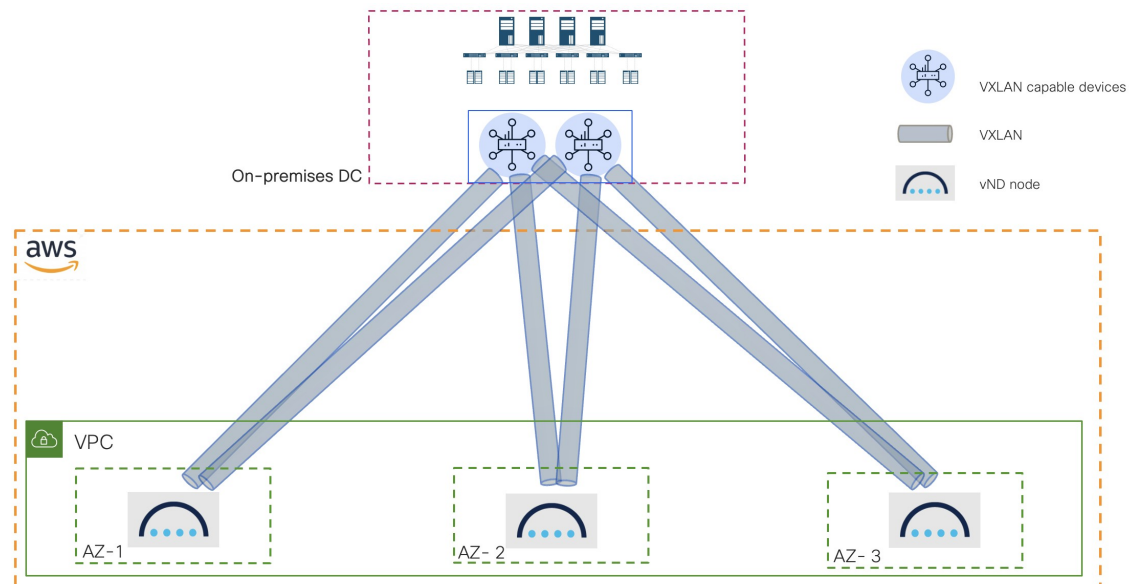 VXLAN capable devices
VXLAN
On-premises DC
vND node
aws
VPC
AZ-1
AZ- 2
AZ- 3